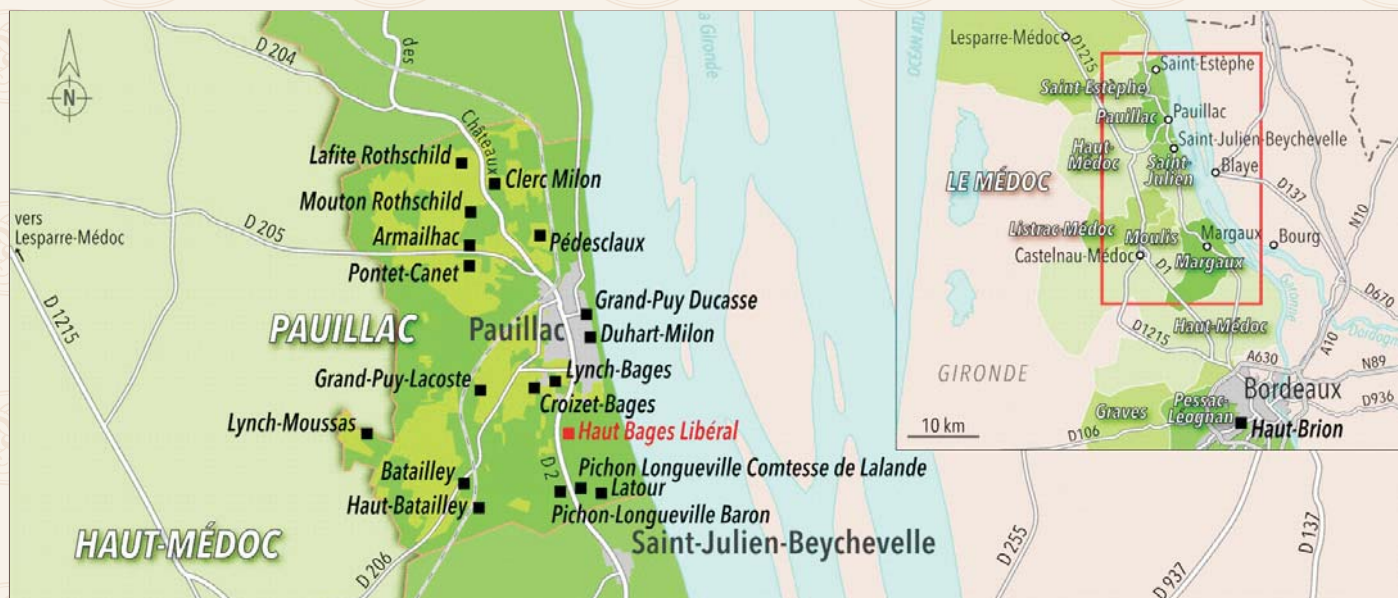 N
D 204
des
Châteaux
La Gironde
Lafite Rothschild
Clerc Milon
Mouton Rothschild
Armailhac
Pédesclaux
Pontet-Canet
vers
Lesparre-Médoc
D 205
D 1215
PAUILLAC
Pauillac
Grand-Puy Ducasse
Duhart-Milon
Grand-Puy-Lacoste
Lynch-Bages
Croizet-Bages
Lynch-Moussas
Haut Bages Libéral
D 2
Batailley
Haut-Batailley
Pichon Longueville Comtesse de Lalande
Latour
Pichon-Longueville Baron
HAUT-MÉDOC
D 206
Saint-Julien-Beychevelle
D 255
D 937
D 137
Lesparre-Médoc
D1215
Saint-Estèphe
Saint-Estèphe
Pauillac
Pauillac
Saint-Julien-Beychevelle
Haut-
Médoc
Saint-
Julien
Blaye
D137
N10
LE MÉDOC
Listrac-Médoc
Moulis
Margaux
Margaux
Bourg
Castelnau-Médoc
D1
D1215
Haut-Médoc
Garonne
D670
A10
A630
N89
D936
GIRONDE
Bordeaux
Graves
Pessac-
Léognan
Haut-Brion
D106
10 km